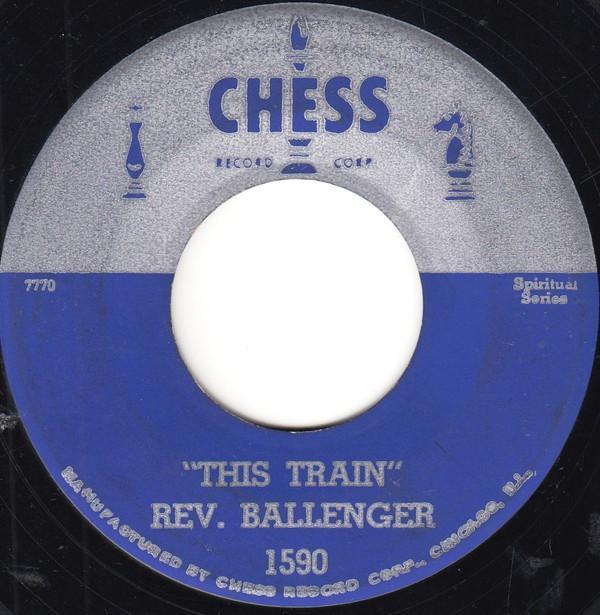 CHESS
RECORD CORP.
7770
Spiritual
Series
"THIS TRAIN"
REV. BALLENGER
1590
MANUFACTURED BY CHESS RECORD CORP., CHICAGO, ILL.